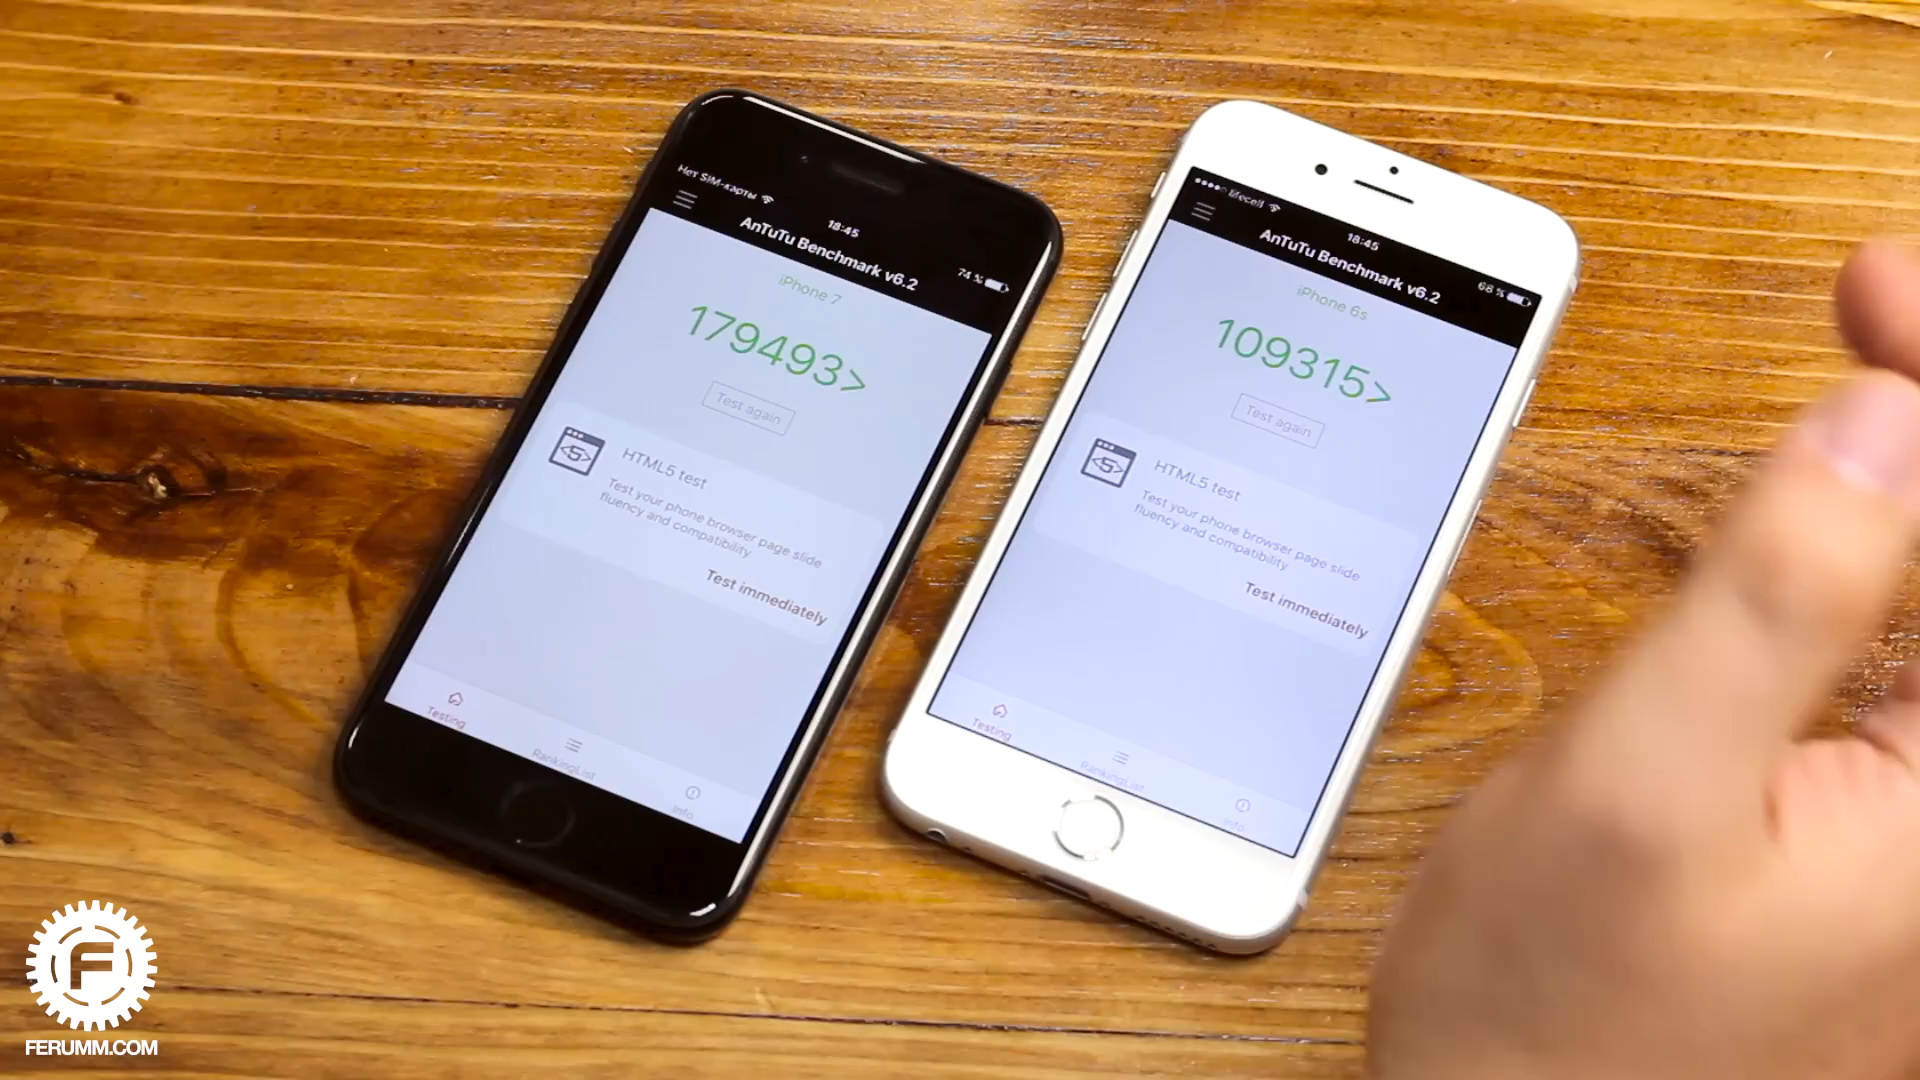 Нет SIM-карты
18:45
74 %
AnTuTu Benchmark v6.2
iPhone 7
179493>
Test again
HTML5 test
Test your phone browser page slide
fluency and compatibility
Test immediately
Testing
RankingList
Info
18:45
68 %
AnTuTu Benchmark v6.2
iPhone 6s
109315>
Test again
HTML5 test
Test your phone browser page slide
fluency and compatibility
Test immediately
Testing
RankingList
Info
F
FERUMM.COM